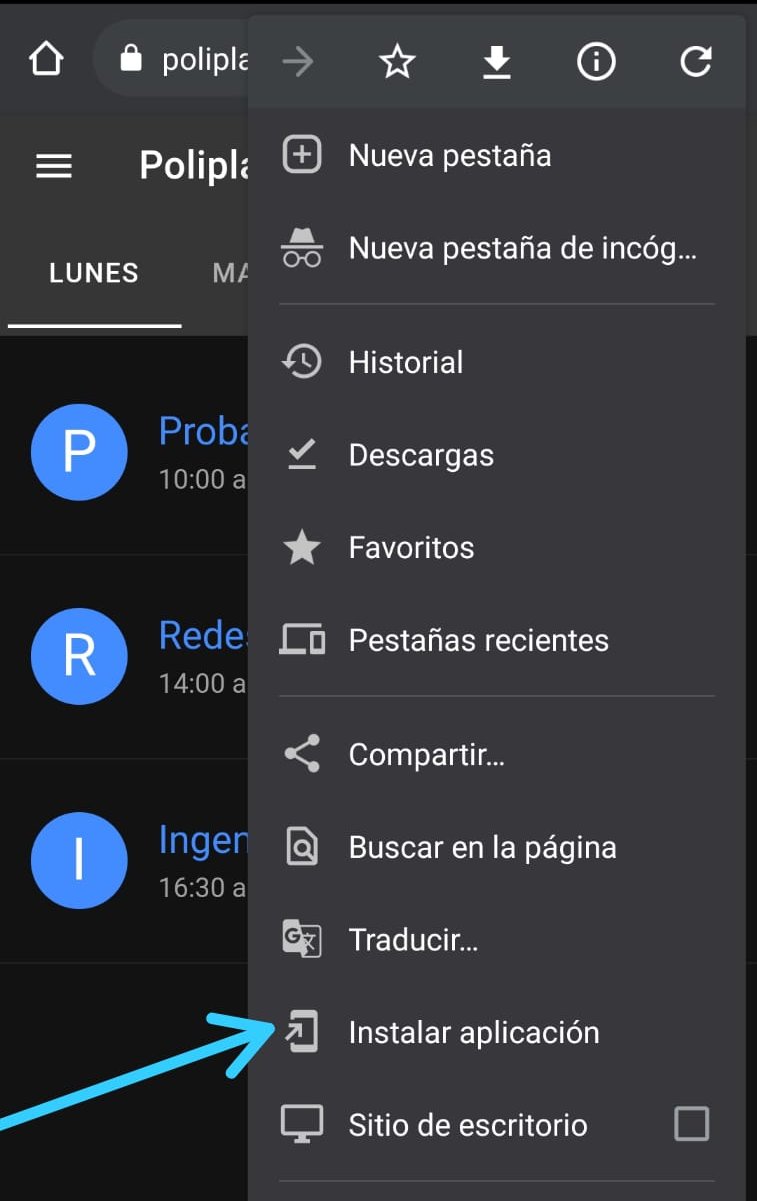 polipla
Nueva pestaña
Polipla
Nueva pestaña de incóg...
LUNES
MA
Historial
Proba
10:00 a
Descargas
Favoritos
Redes
14:00 a
Pestañas recientes
Compartir...
Ingen
16:30 a
Buscar en la página
Traducir...
Instalar aplicación
Sitio de escritorio
P
R
I